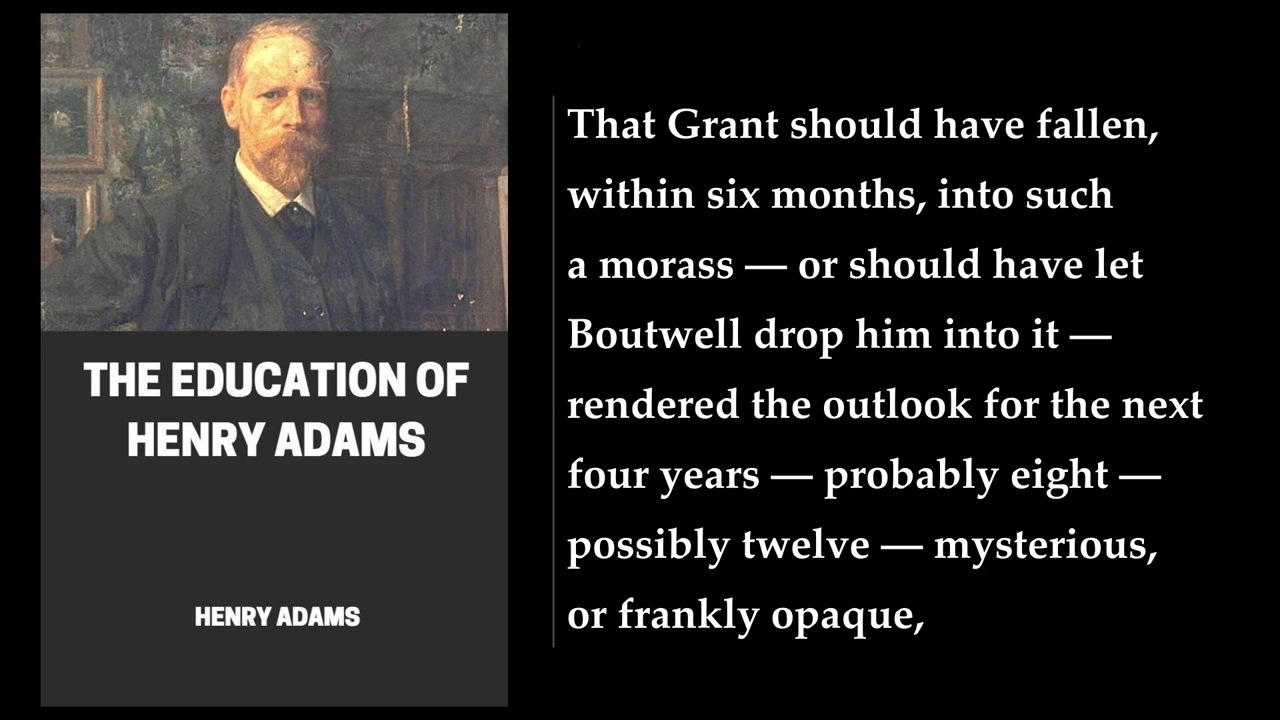 THE EDUCATION OF
HENRY ADAMS
HENRY ADAMS
That Grant should have fallen,
within six months, into such
a morass — or should have let
Boutwell drop him into it —
rendered the outlook for the next
four years — probably eight —
possibly twelve — mysterious,
or frankly opaque,